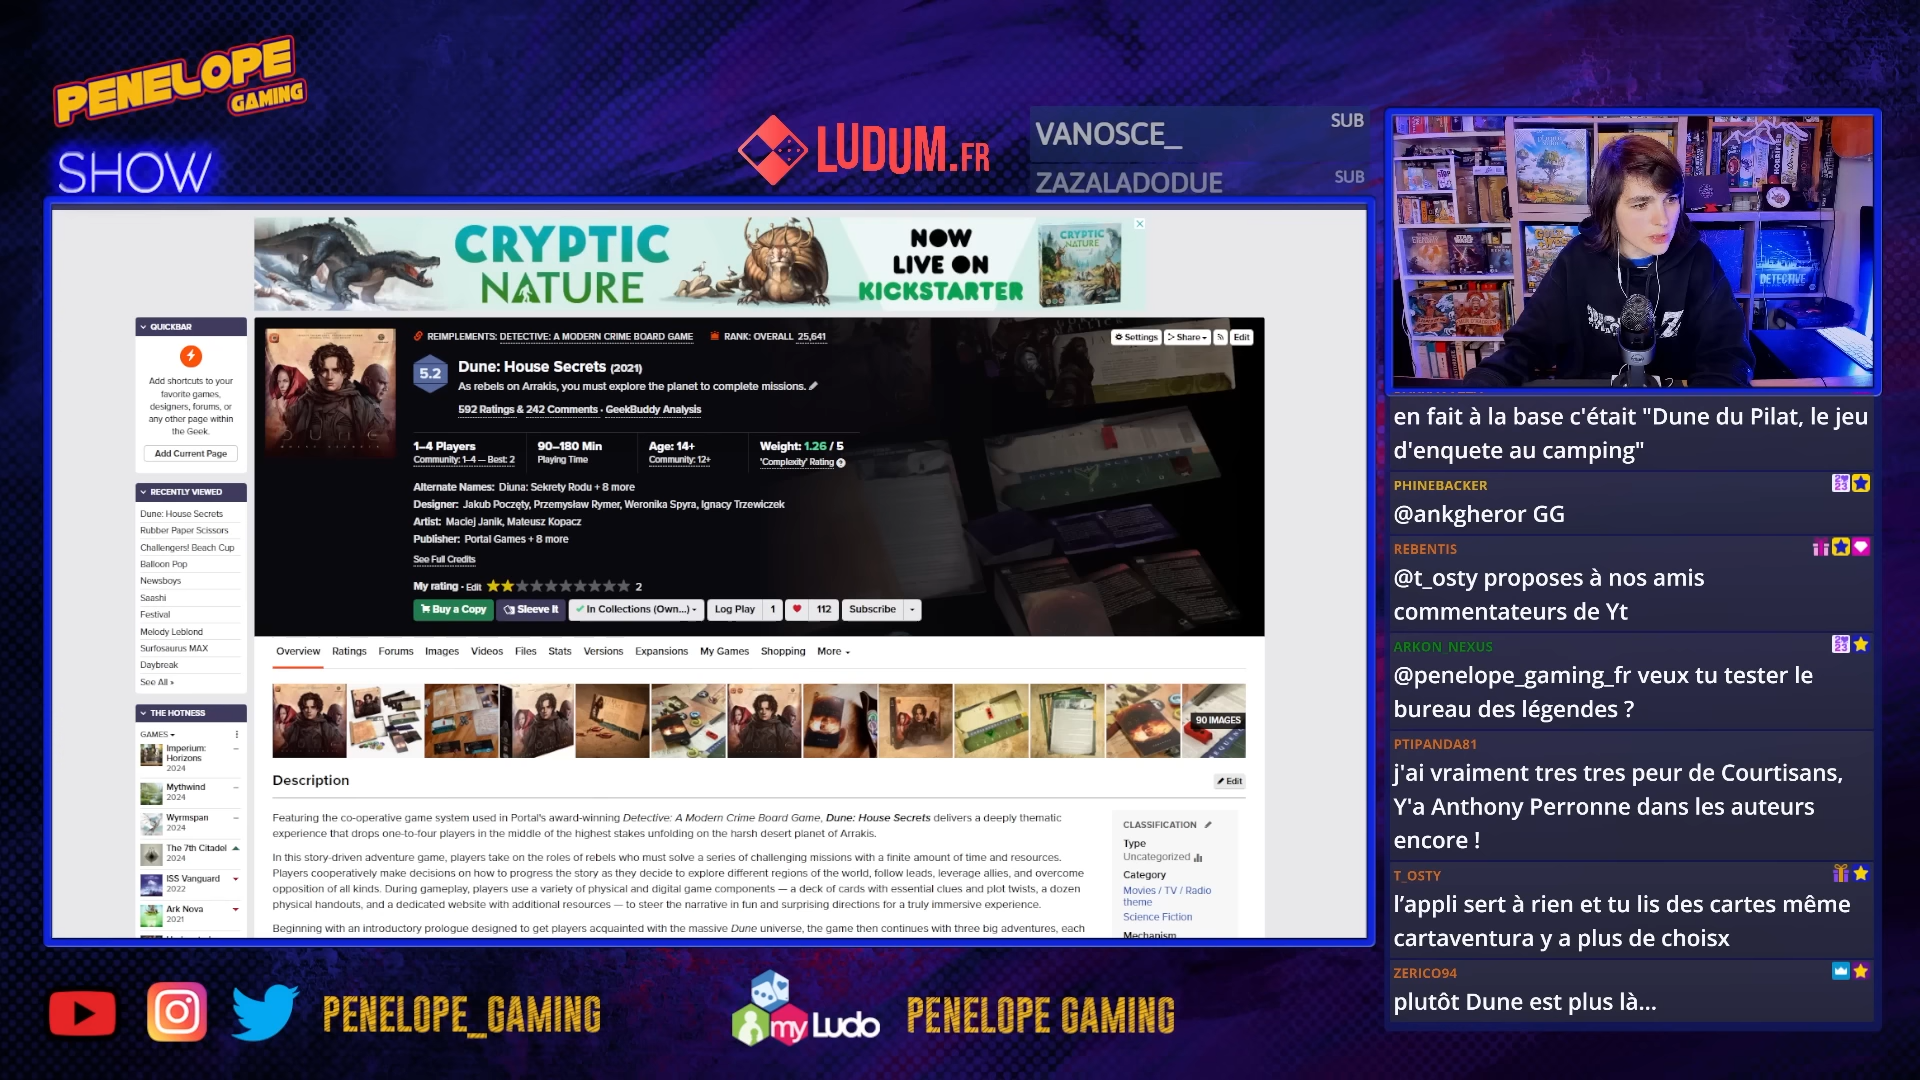 PENELOPE
GAMING
SHOW
LUDUM.FR
VANOSCE_ SUB
ZAZALADODUE SUB
CRYPTIC
NATURE
NOW
LIVE ON
KICKSTARTER
CRYPTIC
NATURE
QUICKBAR
Add shortcuts to your
favorite games,
designers, forums, or
any other page within
the Geek.
Add Current Page
RECENTLY VIEWED
Dune: House Secrets
Rubber Paper Scissors
Challengers! Beach Cup
Balloon Pop
Newsboys
Saashi
Festival
Melody Leblond
Surfosaurus MAX
Daybreak
See All »
THE HOTNESS
GAMES
Imperium:
Horizons
2024
Mythwind
2024
Wyrmspan
2024
The 7th Citadel
2024
ISS Vanguard
2022
Ark Nova
2021
REIMPLEMENTS: DETECTIVE: A MODERN CRIME BOARD GAME RANK: OVERALL 25,641
Settings Share Edit
5.2
Dune: House Secrets (2021)
As rebels on Arrakis, you must explore the planet to complete missions.
592 Ratings & 242 Comments · GeekBuddy Analysis
1–4 Players 90–180 Min Age: 14+ Weight: 1.26 / 5
Community: 1–4 — Best: 2 Playing Time Community: 12+ 'Complexity' Rating
Alternate Names: Diuna: Sekrety Rodu + 8 more
Designer: Jakub Poczęty, Przemysław Rymer, Weronika Spyra, Ignacy Trzewiczek
Artist: Maciej Janik, Mateusz Kopacz
Publisher: Portal Games + 8 more
See Full Credits
My rating - Edit 2
Buy a Copy Sleeve It In Collections (Own...) Log Play 1 112 Subscribe
Overview Ratings Forums Images Videos Files Stats Versions Expansions My Games Shopping More
90 IMAGES
Description
Edit
Featuring the co-operative game system used in Portal's award-winning Detective: A Modern Crime Board Game, Dune: House Secrets delivers a deeply thematic
experience that drops one-to-four players in the middle of the highest stakes unfolding on the harsh desert planet of Arrakis.
In this story-driven adventure game, players take on the roles of rebels who must solve a series of challenging missions with a finite amount of time and resources.
Players cooperatively make decisions on how to progress the story as they decide to explore different regions of the world, follow leads, leverage allies, and overcome
opposition of all kinds. During gameplay, players use a variety of physical and digital game components — a deck of cards with essential clues and plot twists, a dozen
physical handouts, and a dedicated website with additional resources — to steer the narrative in fun and surprising directions for a truly immersive experience.
Beginning with an introductory prologue designed to get players acquainted with the massive Dune universe, the game then continues with three big adventures, each
CLASSIFICATION
Type
Uncategorized
Category
Movies / TV / Radio
theme
Science Fiction
Mechanism
DETECTIVE
en fait à la base c'était "Dune du Pilat, le jeu
d'enquete au camping"
PHINEBACKER
@ankgheror GG
REBENTIS
@t_osty proposes à nos amis
commentateurs de Yt
ARKON_NEXUS
@penelope_gaming_fr veux tu tester le
bureau des légendes ?
PTIPANDA81
j'ai vraiment tres tres peur de Courtisans,
Y'a Anthony Perronne dans les auteurs
encore !
T_OSTY
l’appli sert à rien et tu lis des cartes même
cartaventura y a plus de choisx
ZERICO94
plutôt Dune est plus là...
PENELOPE_GAMING
my Ludo
PENELOPE GAMING